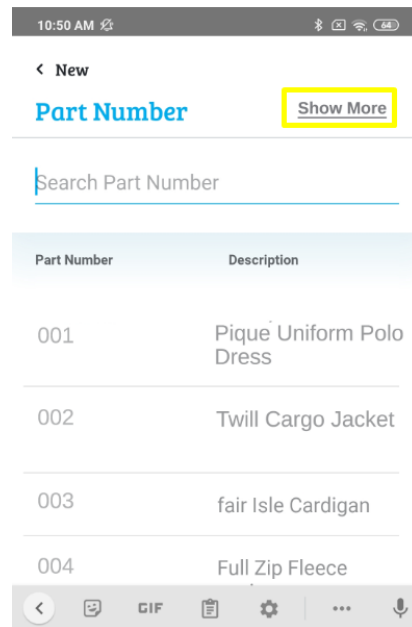 10:50 AM 64
New
Part Number Show More
Search Part Number
Part Number Description
001 Pique Uniform Polo
Dress
002 Twill Cargo Jacket
003 fair Isle Cardigan
004 Full Zip Fleece
GIF